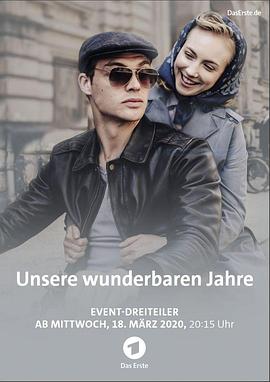 DasErste.de
Unsere wunderbaren Jahre
EVENT-DREITEILER
AB MITTWOCH, 18. MÄRZ 2020, 20:15 Uhr
1
Das Erste